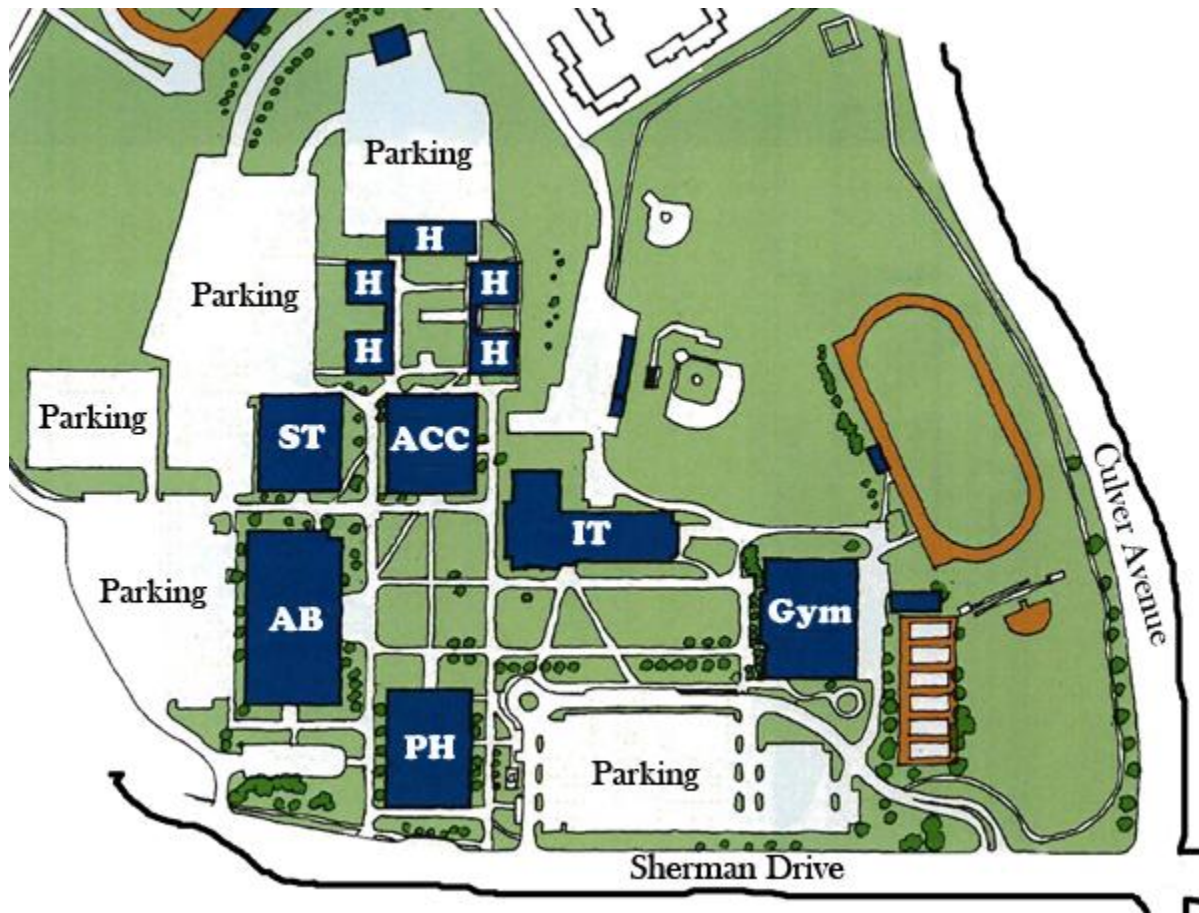 Parking
H
Parking
H
H
H
H
Parking
ST
ACC
IT
Parking
AB
Gym
Culver Avenue
PH
Parking
Sherman Drive